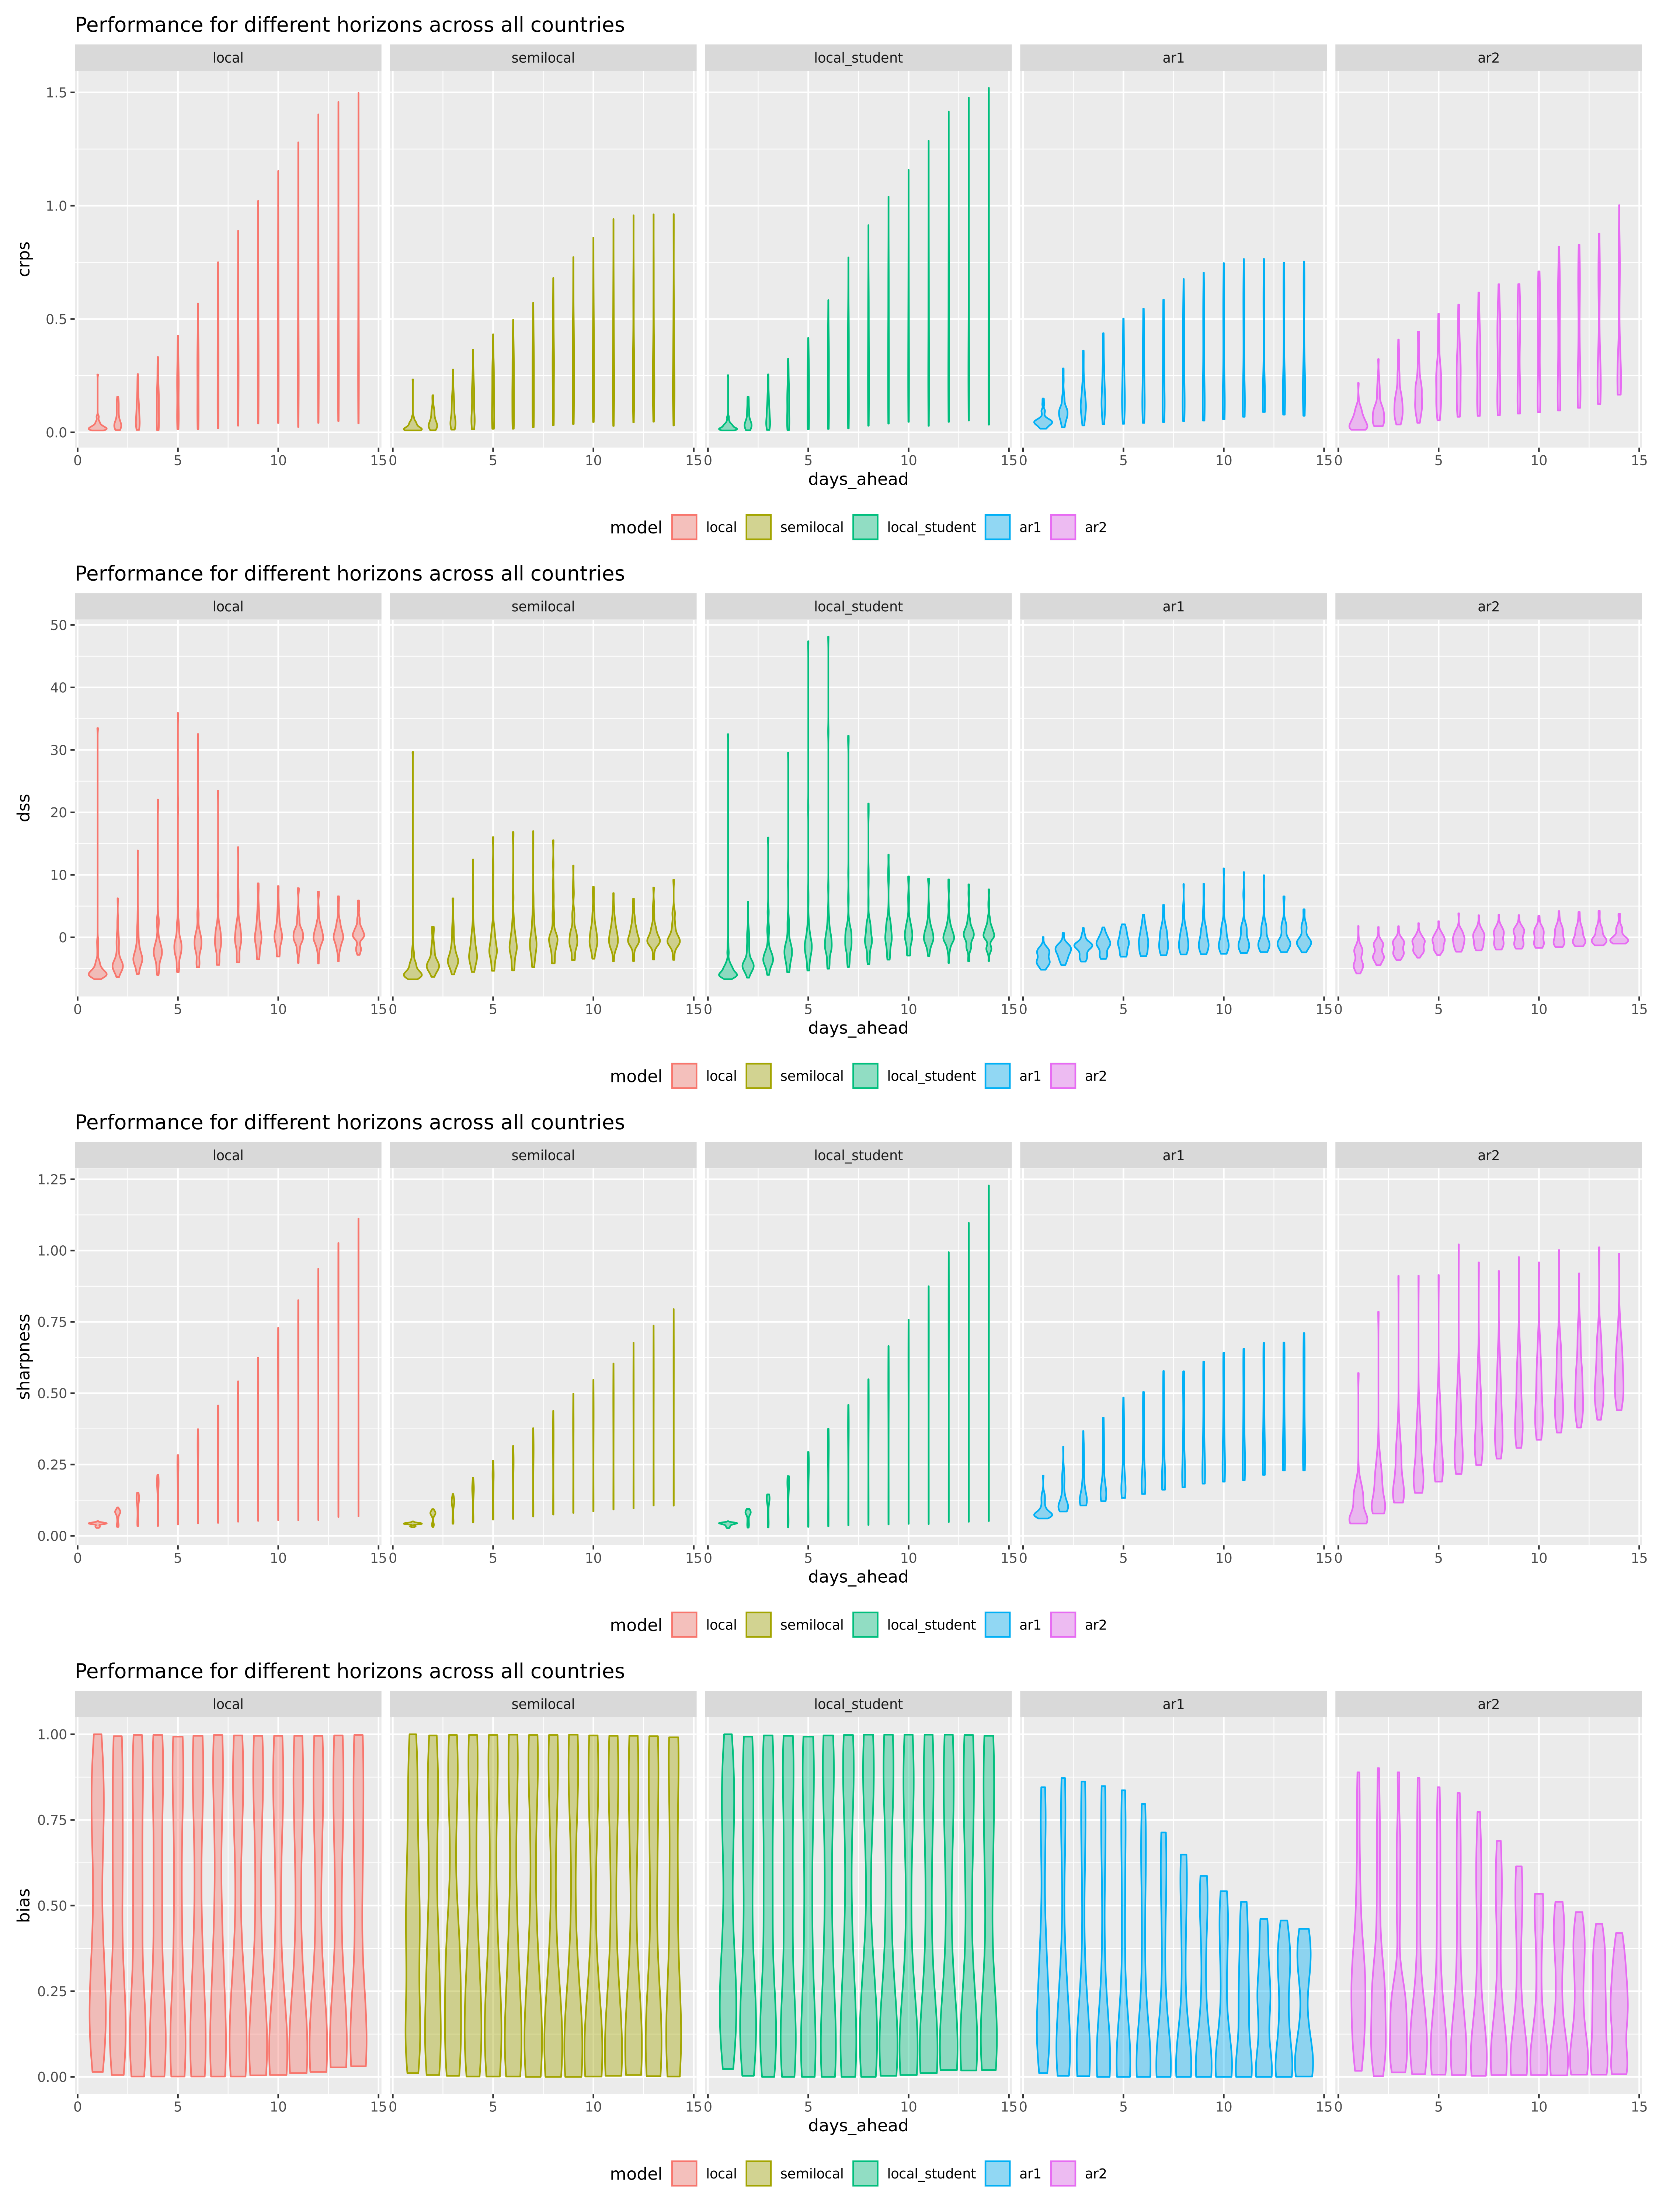 Performance for different horizons across all countries
local semilocal local_student ar1 ar2
1.5
1.0
0.5
0.0
crps
0 5 10 15 0 5 10 15 0 5 10 15 0 5 10 15 0 5 10 15
days_ahead
model local semilocal local_student ar1 ar2
Performance for different horizons across all countries
local semilocal local_student ar1 ar2
50
40
30
20
10
0
dss
0 5 10 15 0 5 10 15 0 5 10 15 0 5 10 15 0 5 10 15
days_ahead
model local semilocal local_student ar1 ar2
Performance for different horizons across all countries
local semilocal local_student ar1 ar2
1.25
1.00
0.75
0.50
0.25
0.00
sharpness
0 5 10 15 0 5 10 15 0 5 10 15 0 5 10 15 0 5 10 15
days_ahead
model local semilocal local_student ar1 ar2
Performance for different horizons across all countries
local semilocal local_student ar1 ar2
1.00
0.75
0.50
0.25
0.00
bias
0 5 10 15 0 5 10 15 0 5 10 15 0 5 10 15 0 5 10 15
days_ahead
model local semilocal local_student ar1 ar2